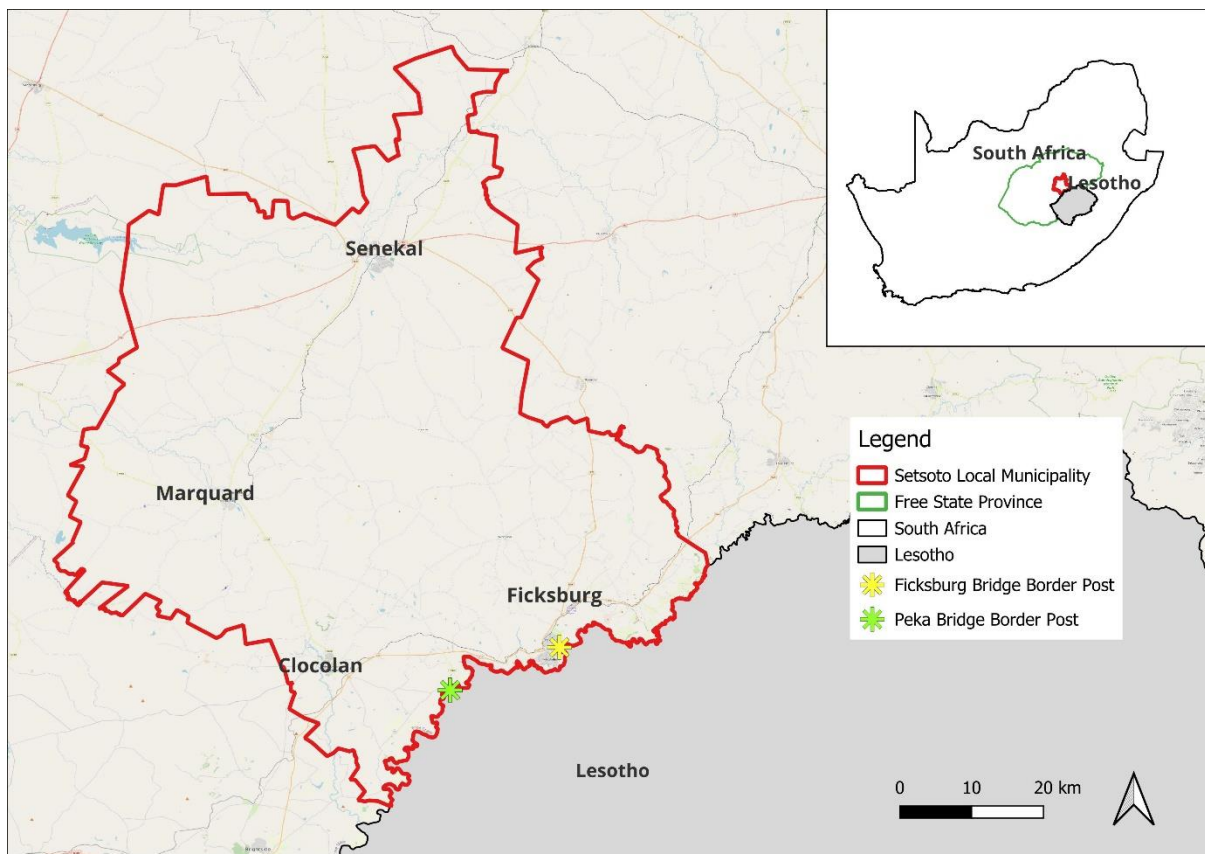 South Africa
Lesotho
Senekal
Marquard
Ficksburg
Clocolan
Lesotho
Legend
Setsoto Local Municipality
Free State Province
South Africa
Lesotho
Ficksburg Bridge Border Post
Peka Bridge Border Post
0 10 20 km